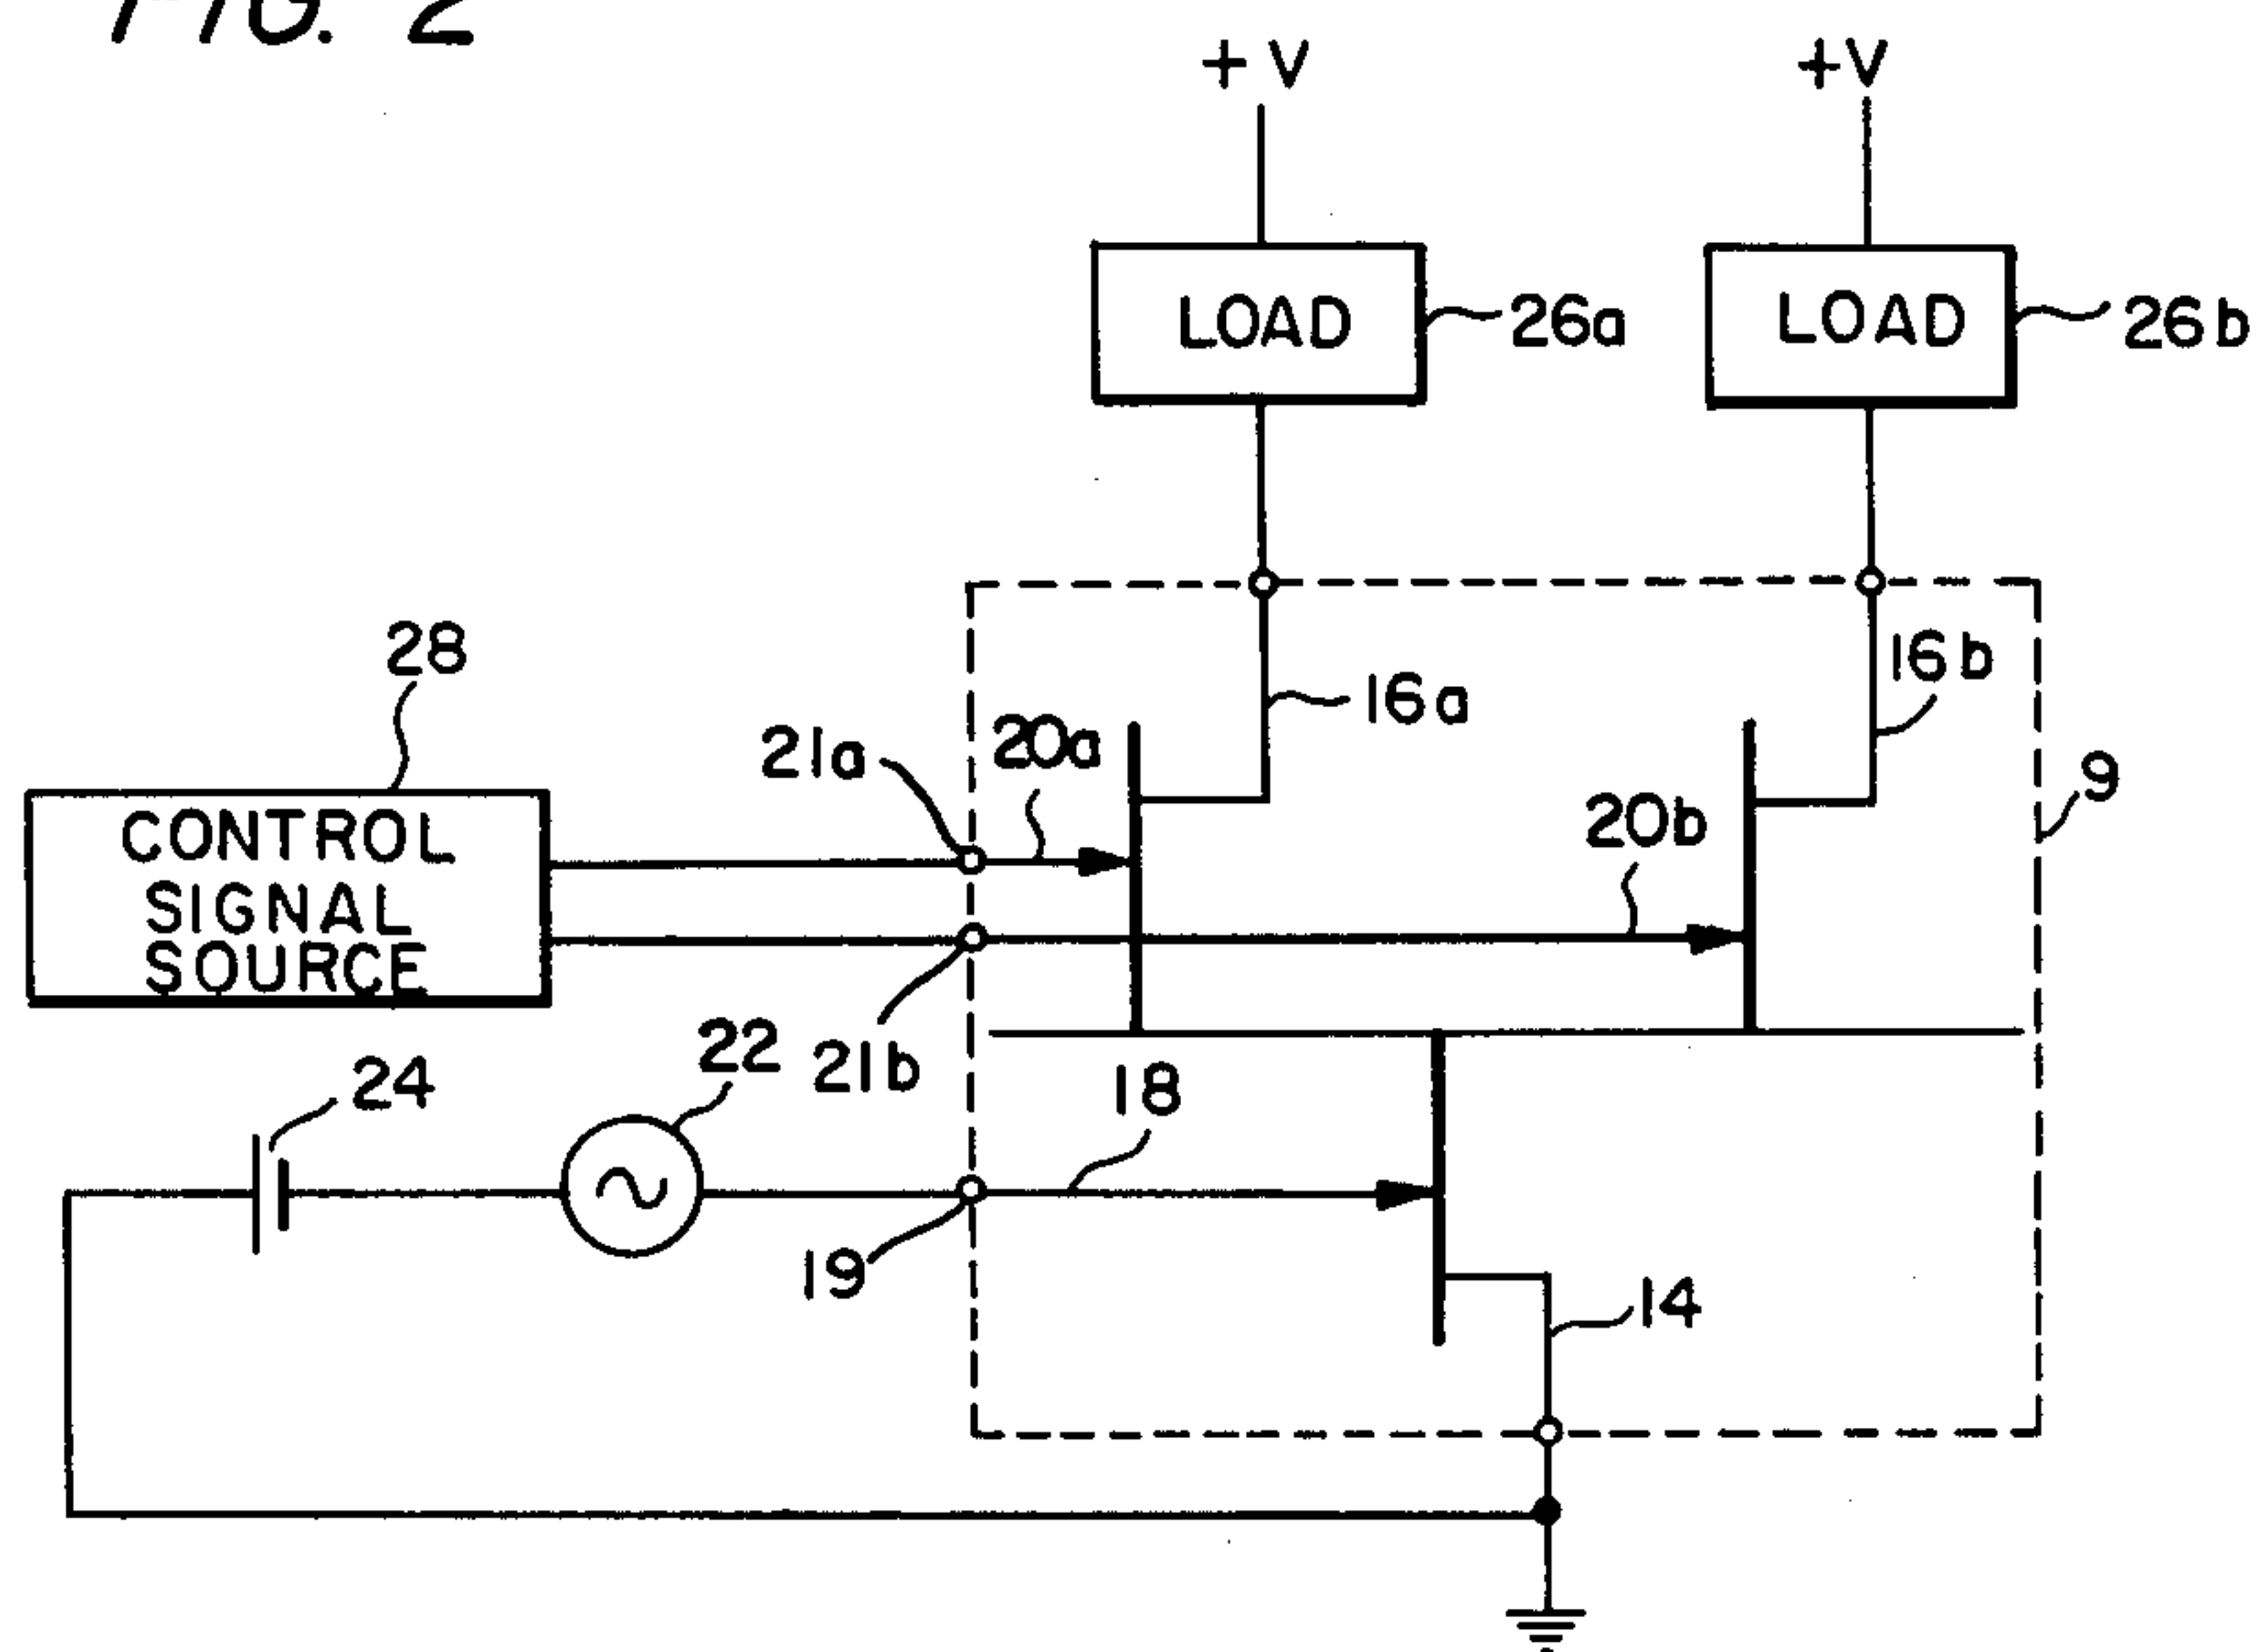 FIG. 2
+V +V
LOAD 26a LOAD 26b
28
16b
16a
21a 20a
9
20b
CONTROL
SIGNAL
SOURCE
22
21b
24
18
19
14